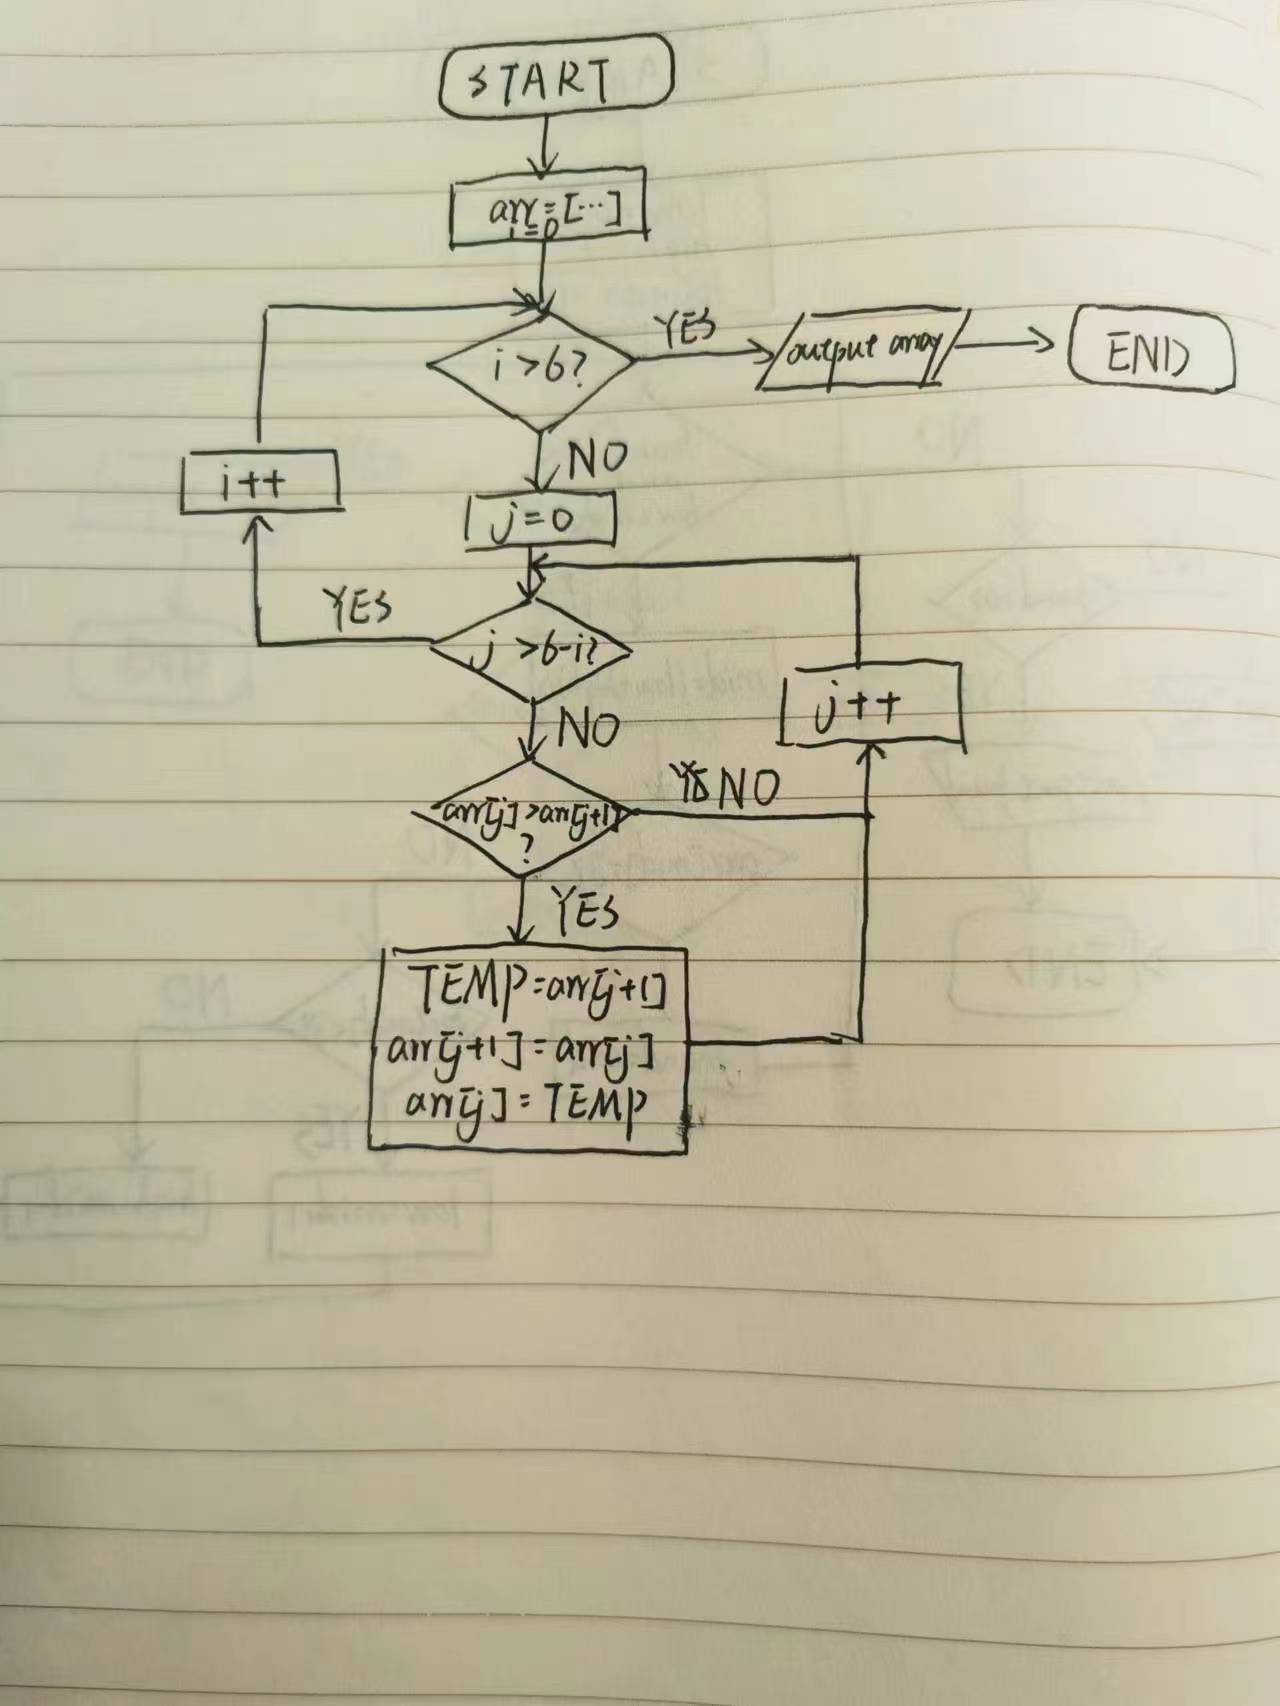 START
arr=[...]
i=0
i>6?
YES
output array
END
NO
i++
j=0
YES
j>6-i?
j++
NO
NO
arr[j]>arr[j+1]
?
YES
TEMP=arr[j+1]
arr[j+1]=arr[j]
arr[j]=TEMP